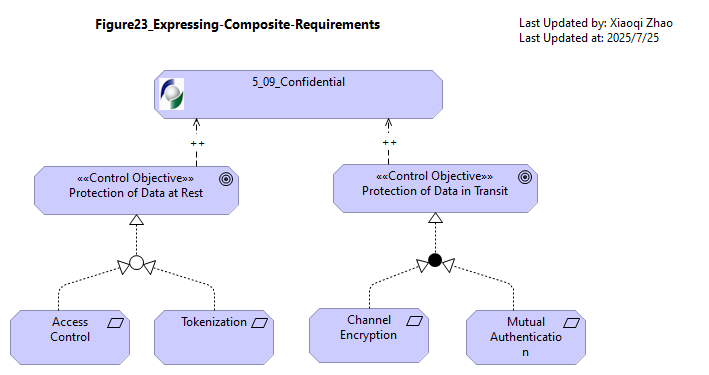 Figure23_Expressing-Composite-Requirements
Last Updated by: Xiaoqi Zhao
Last Updated at: 2025/7/25
5_09_Confidential
++
++
««Control Objective»»
Protection of Data at Rest
««Control Objective»»
Protection of Data in Transit
Access
Control
Tokenization
Channel
Encryption
Mutual
Authenticatio
n